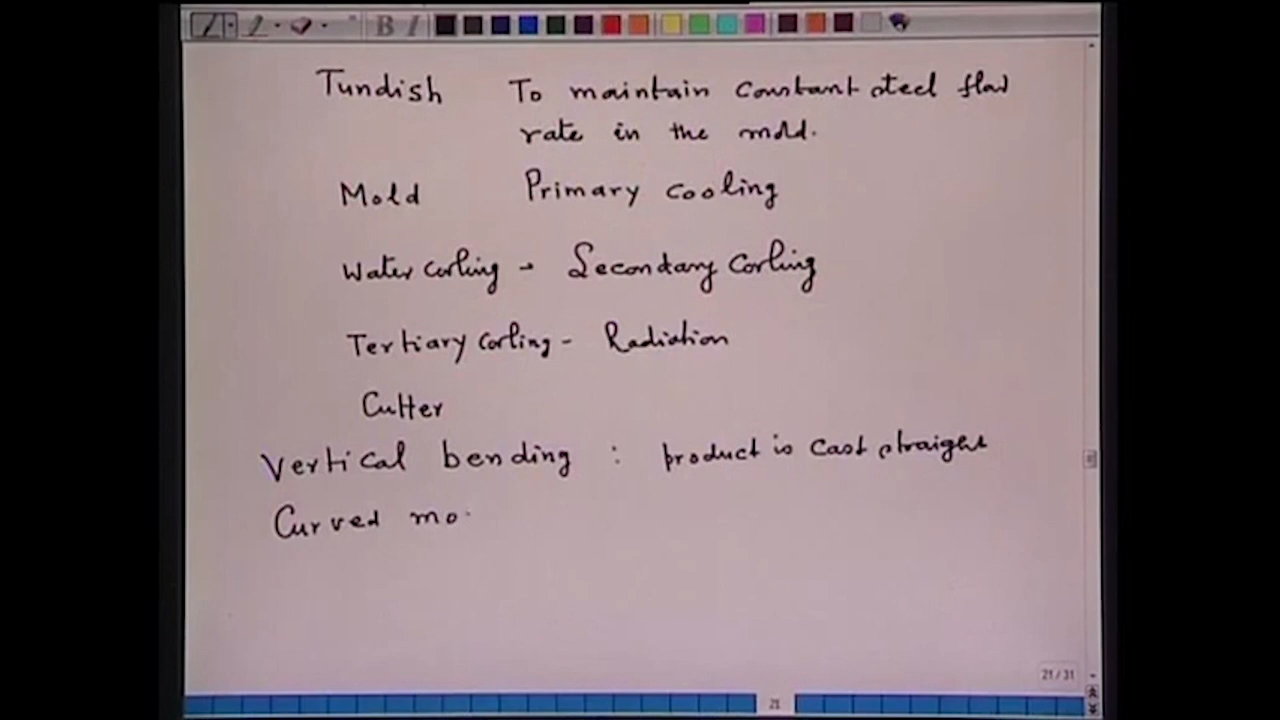 B I
Tundish To maintain constant steel flow
rate in the mold.
Mold Primary cooling
Water cooling - Secondary cooling
Tertiary cooling - Radiation
Cutter
Vertical bending : product is cast straight
Curved mo
21 / 31
21